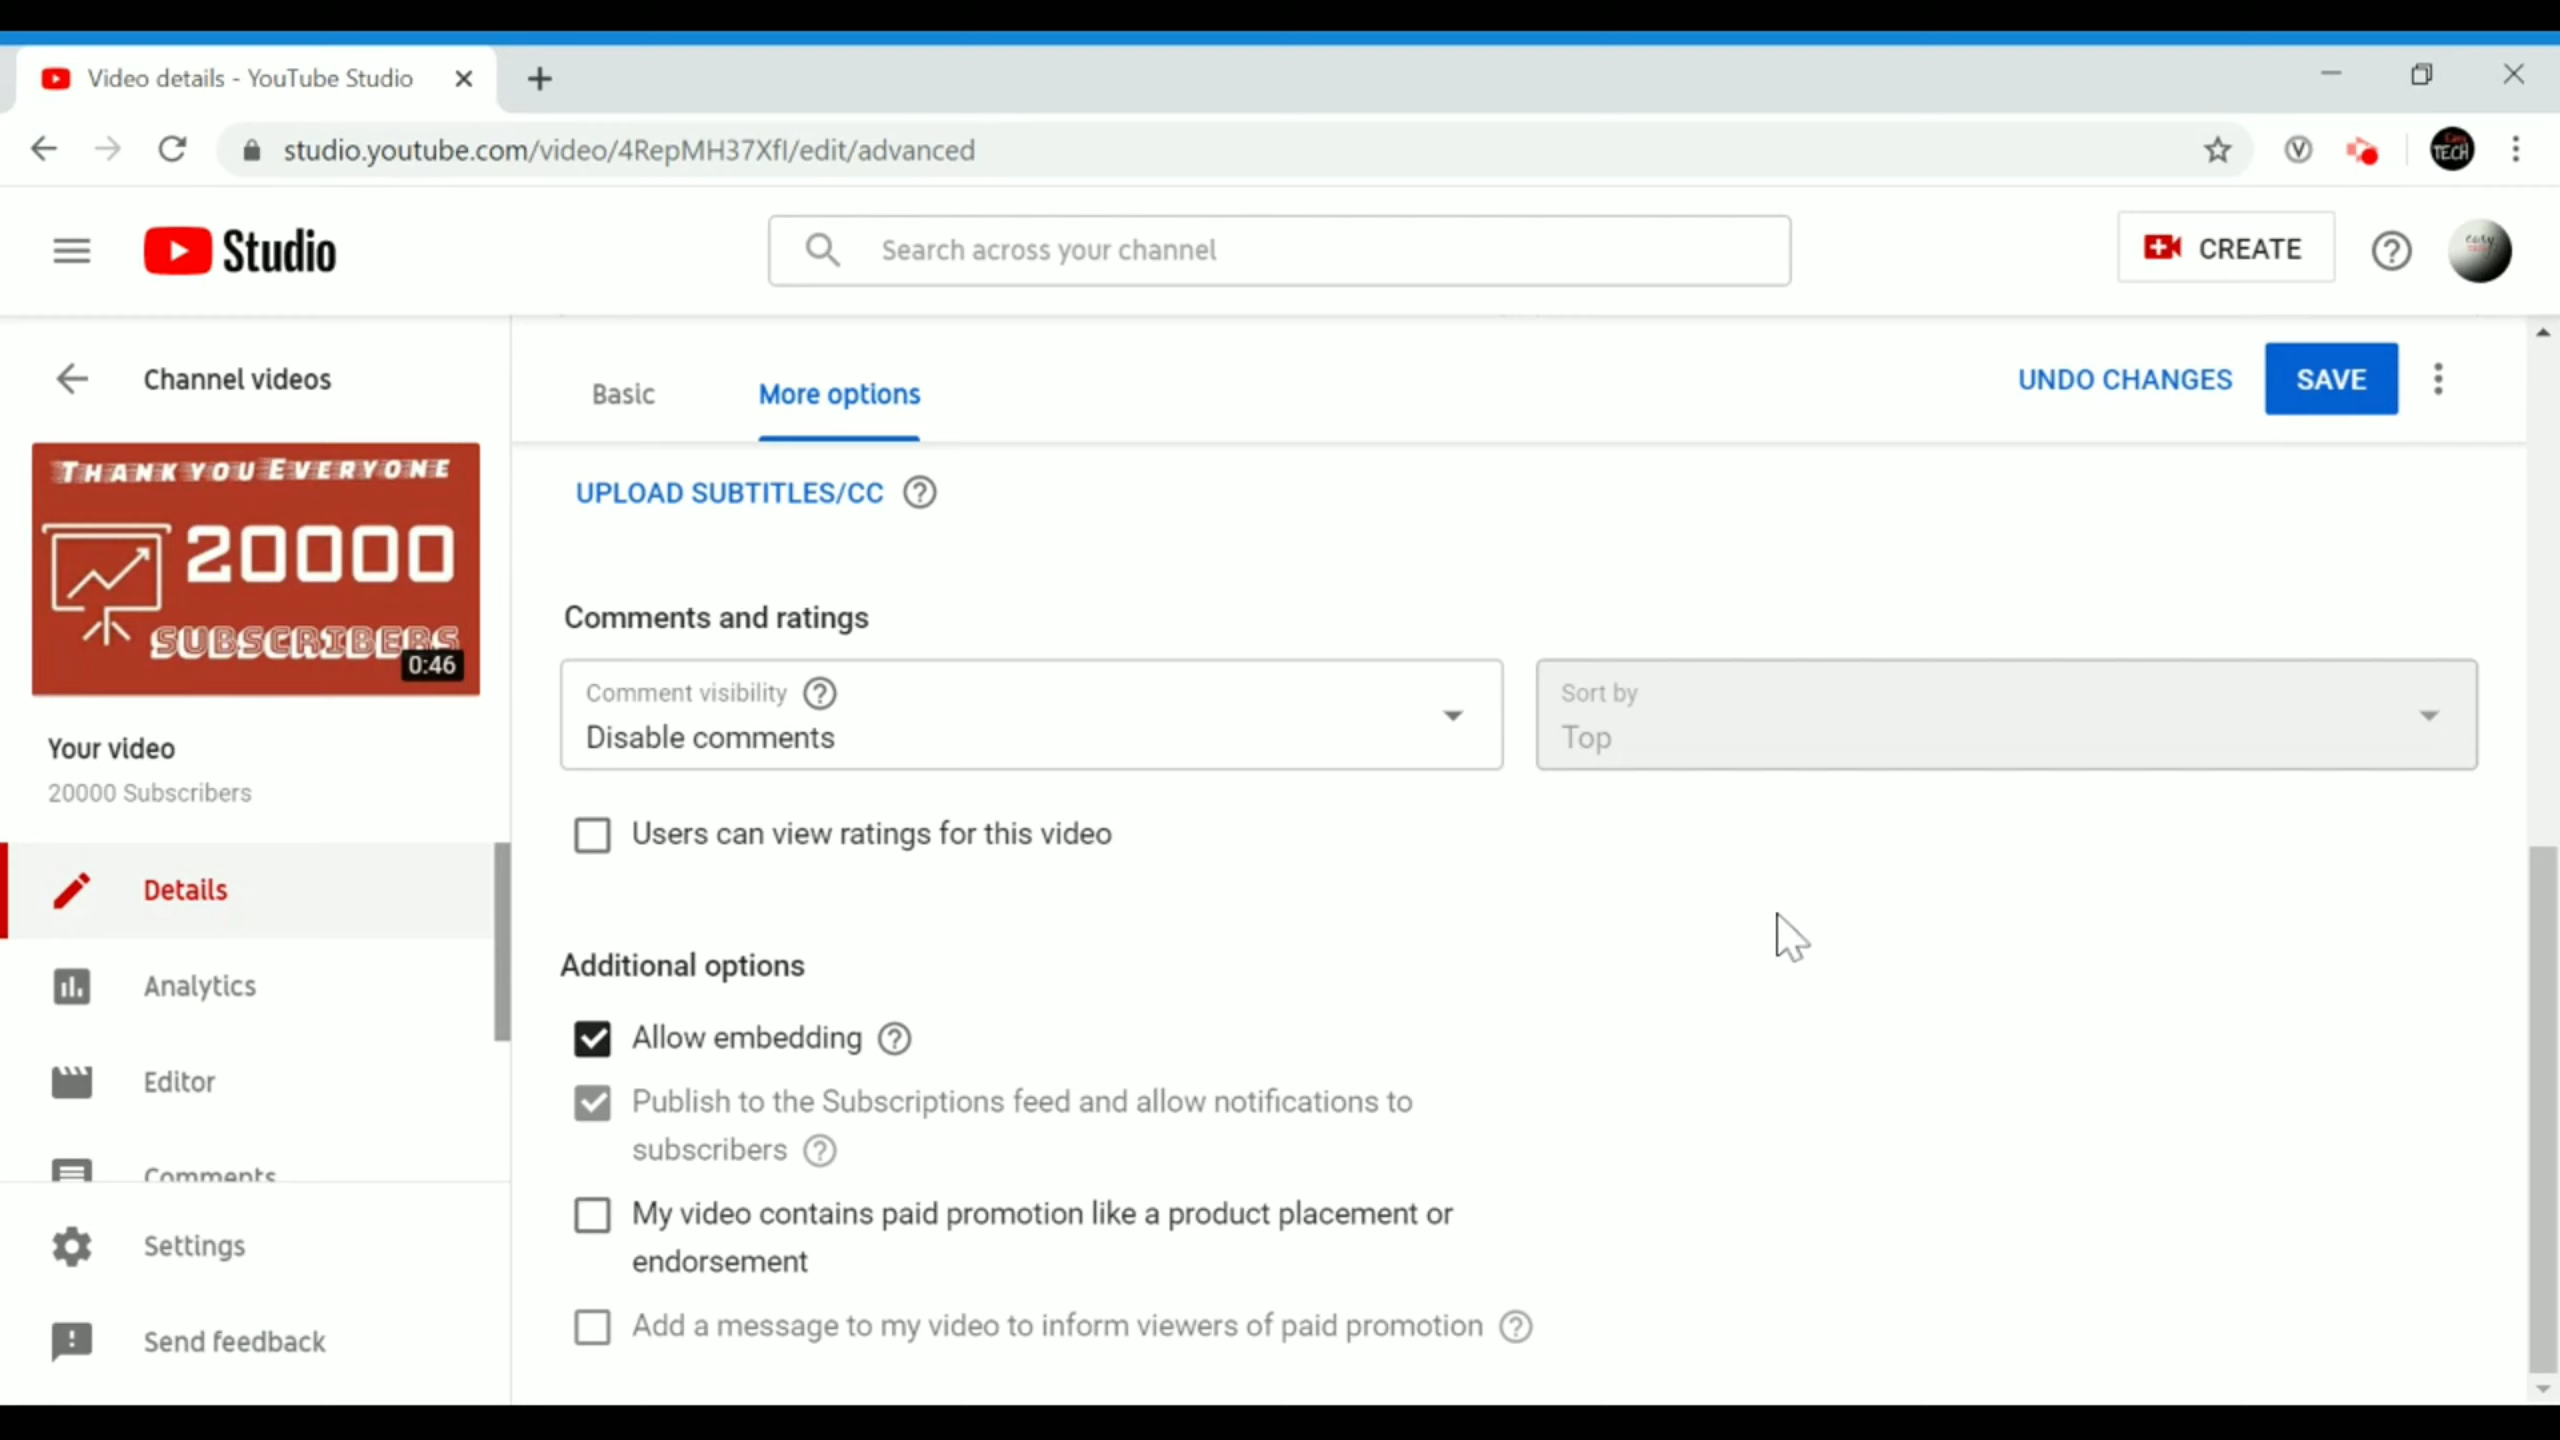 Video details - YouTube Studio
studio.youtube.com/video/4RepMH37XfI/edit/advanced
TECH
Studio
Search across your channel
CREATE
easy
Channel videos
Basic
More options
UNDO CHANGES
SAVE
THANK YOU EVERYONE
20000
SUBSCRIBERS
0:46
Your video
20000 Subscribers
Details
Analytics
Editor
Comments
Settings
Send feedback
UPLOAD SUBTITLES/CC
Comments and ratings
Comment visibility
Disable comments
Sort by
Top
Users can view ratings for this video
Additional options
Allow embedding
Publish to the Subscriptions feed and allow notifications to
subscribers
My video contains paid promotion like a product placement or
endorsement
Add a message to my video to inform viewers of paid promotion